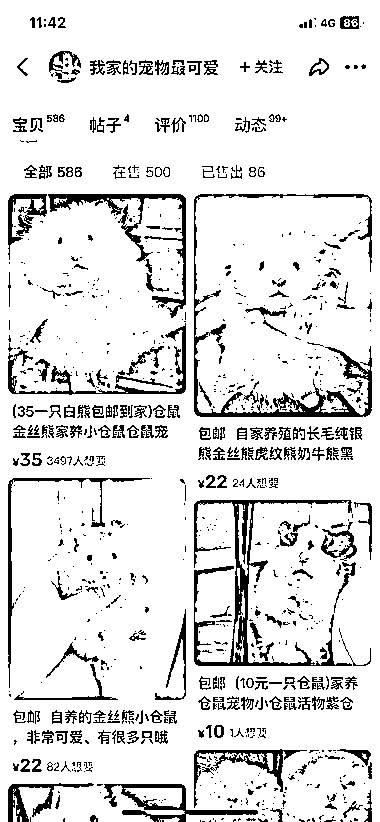 11:42
4G 86
我家的宠物最可爱 +关注
宝贝 586 帖子 4 评价 1100 动态 99+
全部 586 在售 500 已售出 86
(35一只白熊包邮到家)仓鼠
金丝熊家养小仓鼠仓鼠宠
¥35 3497人想要
包邮 自家养殖的长毛纯银
熊金丝熊虎纹熊奶牛熊黑
¥22 24人想要
包邮 自养的金丝熊小仓鼠
，非常可爱、有很多只哦
¥22 82人想要
包邮 (10元一只仓鼠)家养
仓鼠宠物小仓鼠活物紫仓
¥10 1人想要